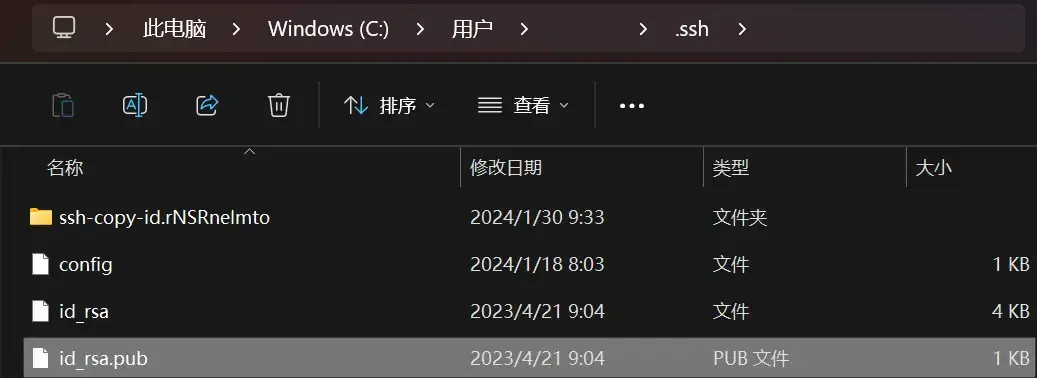 此电脑 > Windows (C:) > 用户 > > .ssh >
排序 查看
名称 修改日期 类型 大小
ssh-copy-id.rNSRnelmto 2024/1/30 9:33 文件夹
config 2024/1/18 8:03 文件 1 KB
id_rsa 2023/4/21 9:04 文件 4 KB
id_rsa.pub 2023/4/21 9:04 PUB 文件 1 KB